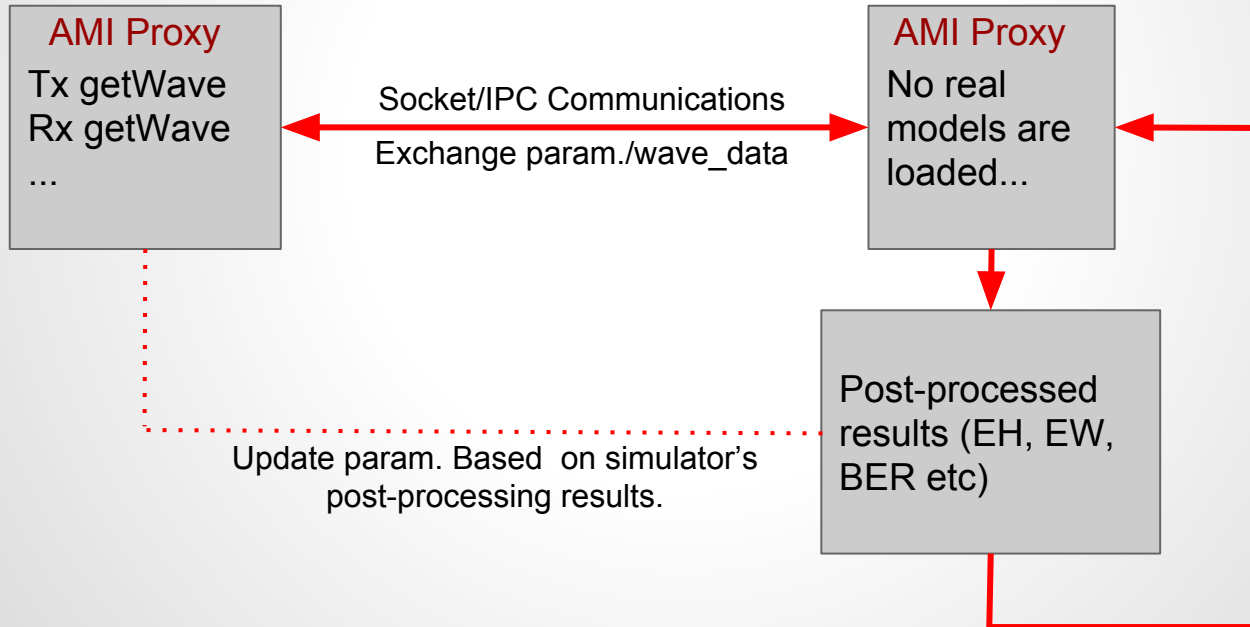 AMI Proxy
Tx getWave
Rx getWave
...
Socket/IPC Communications
Exchange param./wave_data
AMI Proxy
No real
models are
loaded...
Post-processed
results (EH, EW,
BER etc)
Update param. Based  on simulator’s
post-processing results.